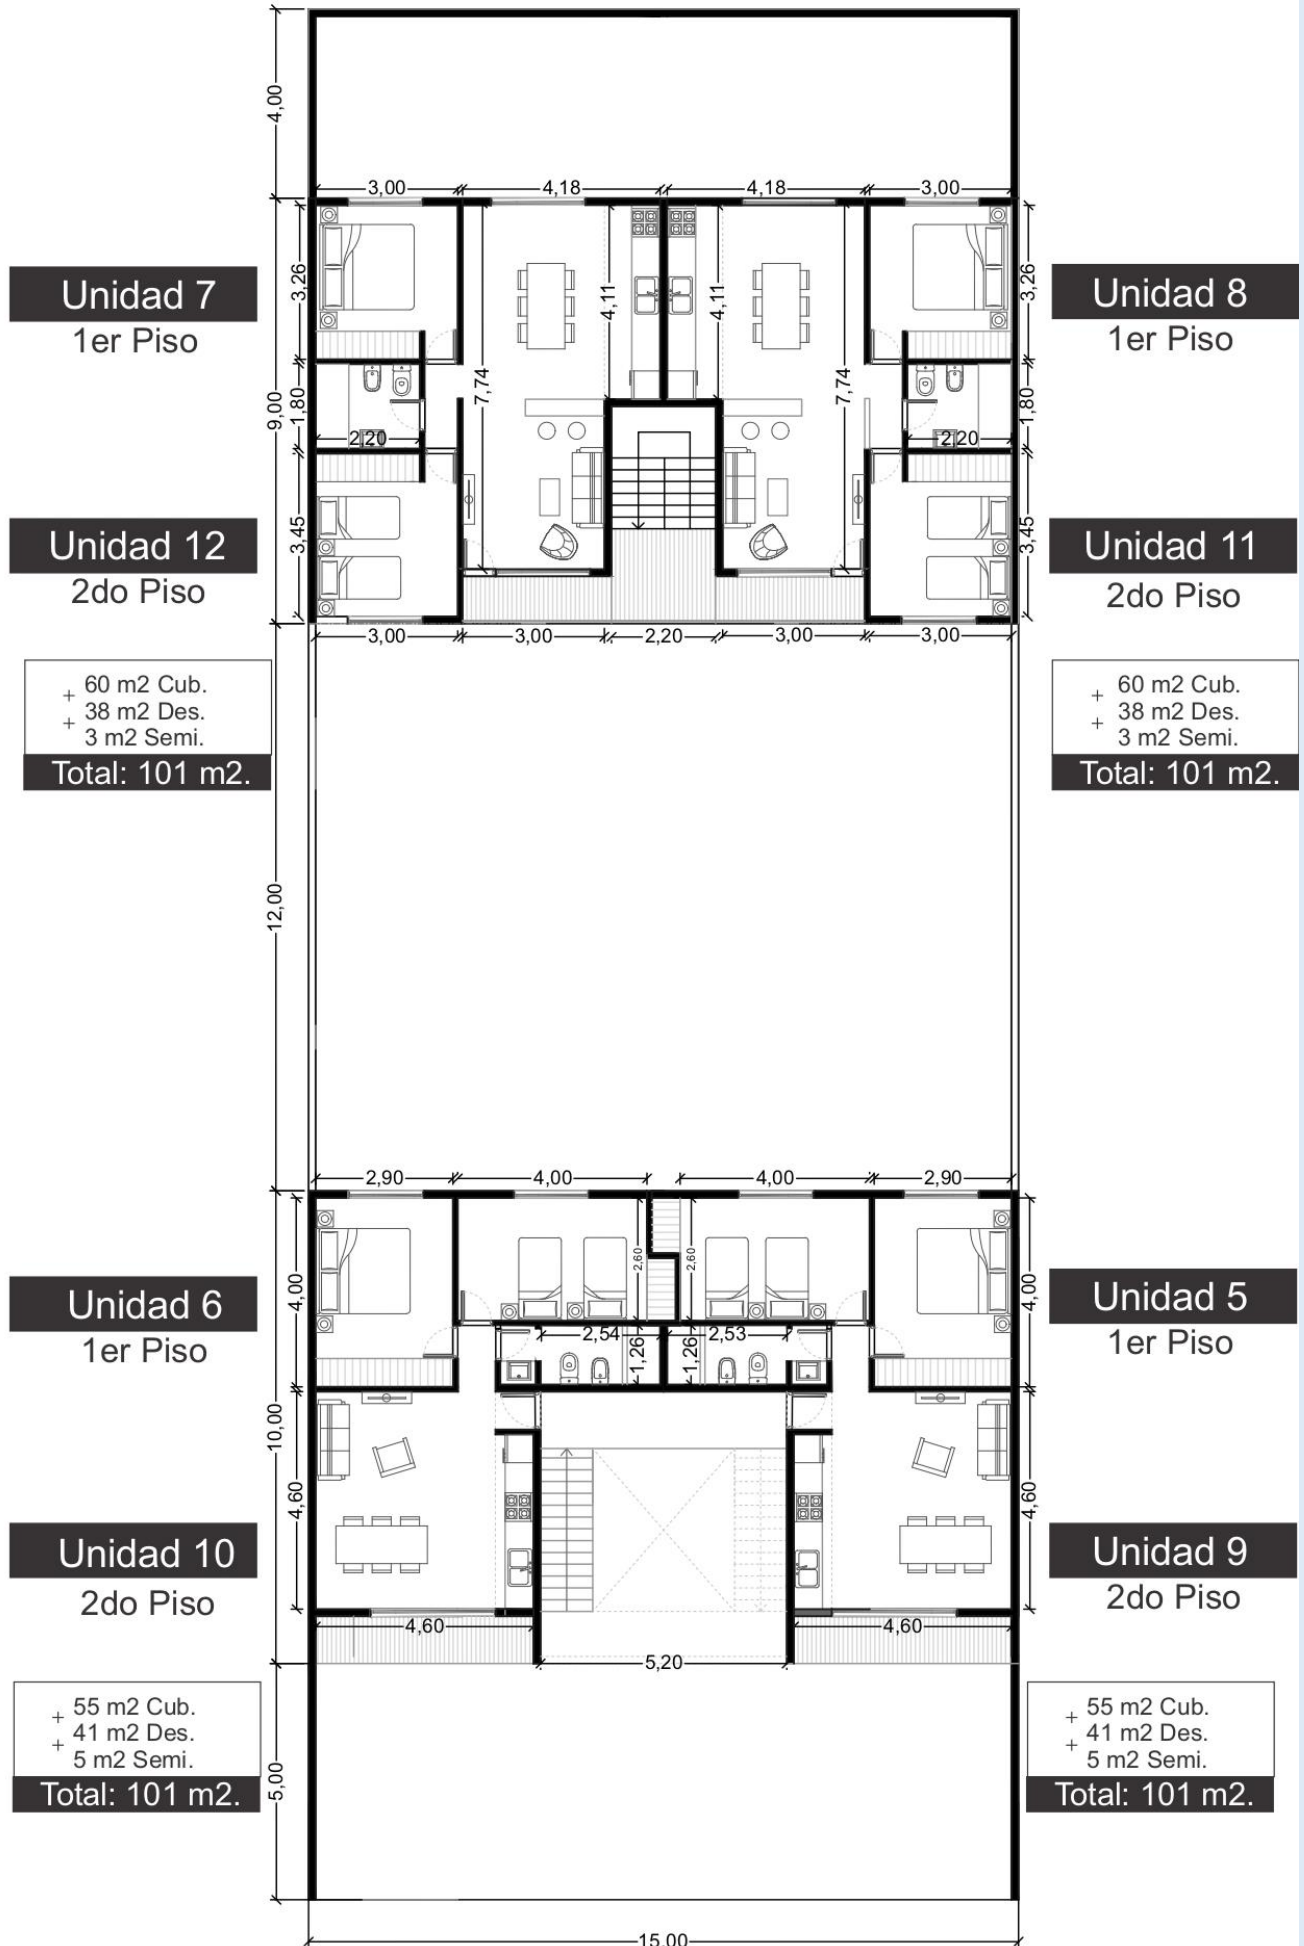 4,00
3,00
4,18
4,18
3,00
3,26
4,11
4,11
3,26
Unidad 7
1er Piso
Unidad 8
1er Piso
9,00
1,80
7,74
7,74
1,80
2,20
2,20
3,45
3,45
Unidad 12
2do Piso
Unidad 11
2do Piso
3,00
3,00
2,20
3,00
3,00
+ 60 m2 Cub.
+ 38 m2 Des.
3 m2 Semi.
Total: 101 m2.
+ 60 m2 Cub.
+ 38 m2 Des.
3 m2 Semi.
Total: 101 m2.
12,00
2,90
4,00
4,00
2,90
4,00
2,60
2,60
4,00
Unidad 6
1er Piso
Unidad 5
1er Piso
2,54
2,53
1,26
1,26
10,00
4,60
4,60
Unidad 10
2do Piso
Unidad 9
2do Piso
4,60
4,60
5,20
+ 55 m2 Cub.
+ 41 m2 Des.
5 m2 Semi.
Total: 101 m2.
+ 55 m2 Cub.
+ 41 m2 Des.
5 m2 Semi.
Total: 101 m2.
5,00
15,00